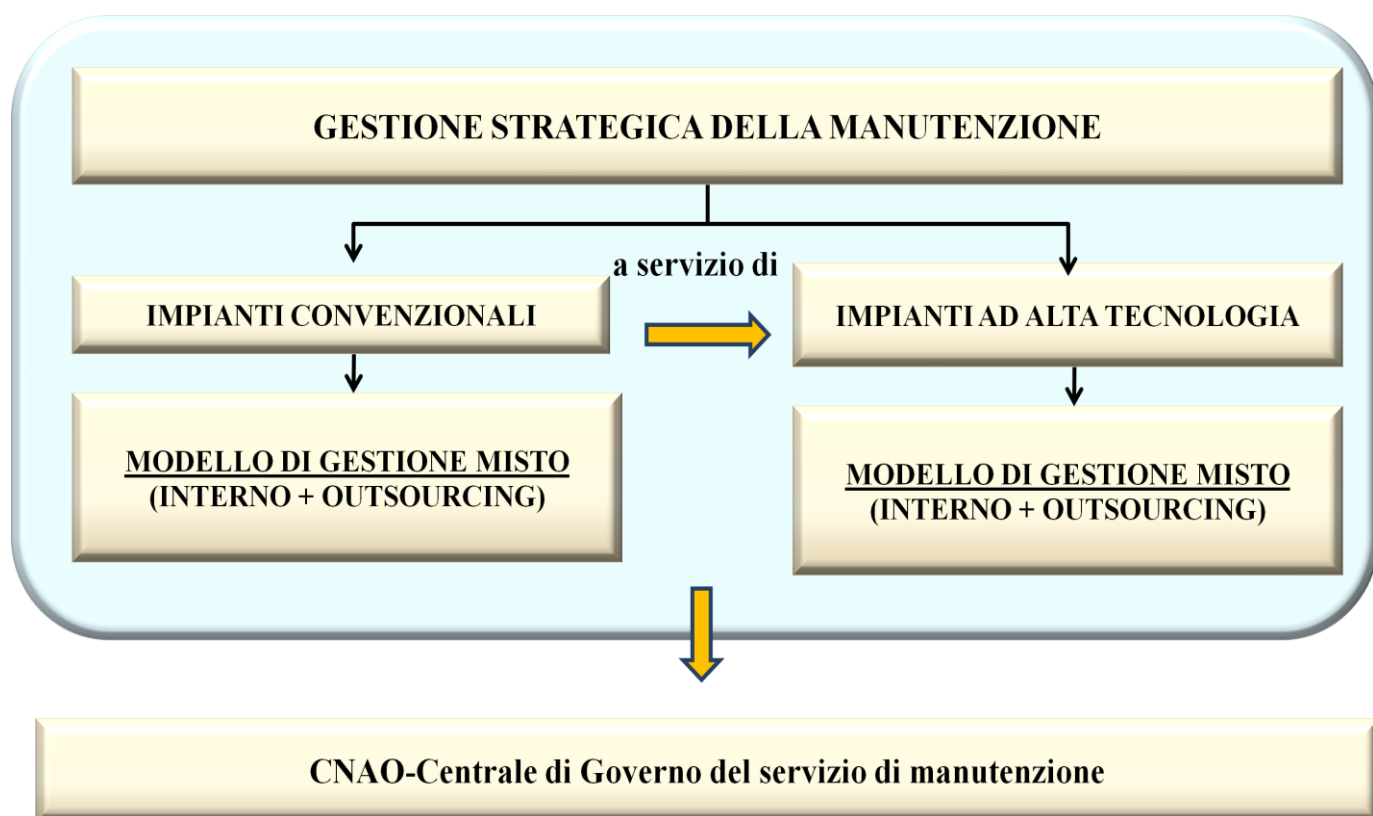 GESTIONE STRATEGICA DELLA MANUTENZIONE
a servizio di
IMPIANTI CONVENZIONALI
IMPIANTI AD ALTA TECNOLOGIA
MODELLO DI GESTIONE MISTO
(INTERNO + OUTSOURCING)
MODELLO DI GESTIONE MISTO
(INTERNO + OUTSOURCING)
CNAO-Centrale di Governo del servizio di manutenzione